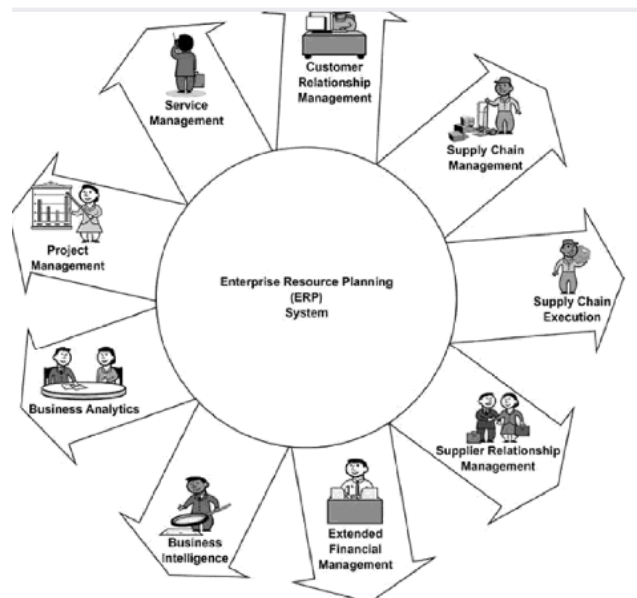 Customer
Relationship
Management
Service
Management
Supply Chain
Management
Project
Management
Enterprise Resource Planning
(ERP)
System
Supply Chain
Execution
Business Analytics
Supplier Relationship
Management
Business
Intelligence
Extended
Financial
Management